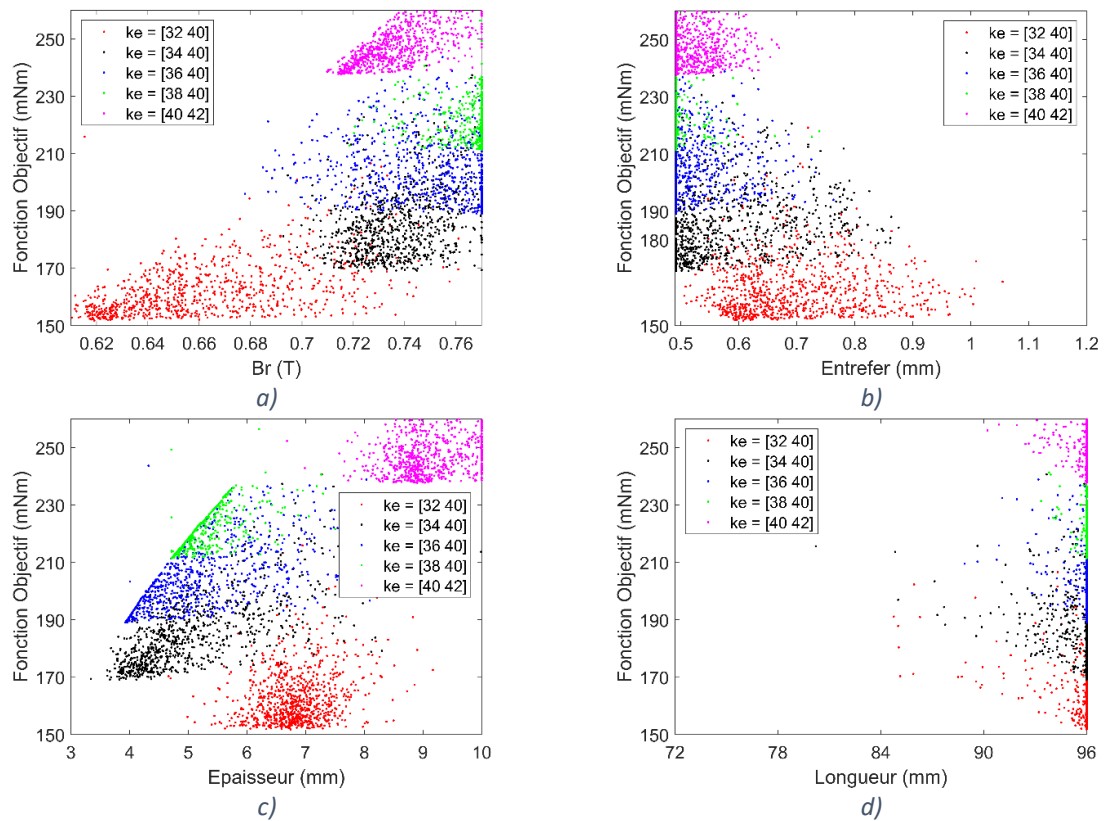 Fonction Objectif (mNm)
250
230
210
190
170
150
ke = [32 40]
ke = [34 40]
ke = [36 40]
ke = [38 40]
ke = [40 42]
0.62 0.64 0.66 0.68 0.7 0.72 0.74 0.76
Br (T)
a)
Fonction Objectif (mNm)
250
230
210
190
180
150
ke = [32 40]
ke = [34 40]
ke = [36 40]
ke = [38 40]
ke = [40 42]
0.5 0.6 0.7 0.8 0.9 1 1.1 1.2
Entrefer (mm)
b)
Fonction Objectif (mNm)
250
230
210
190
170
150
ke = [32 40]
ke = [34 40]
ke = [36 40]
ke = [38 40]
ke = [40 42]
3 4 5 6 7 8 9 10
Epaisseur (mm)
c)
Fonction Objectif (mNm)
250
230
210
190
170
150
ke = [32 40]
ke = [34 40]
ke = [36 40]
ke = [38 40]
ke = [40 42]
72 78 84 90 96
Longueur (mm)
d)